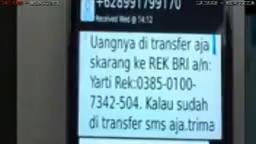 +628991799170
Received Wed @ 14:12
Uangnya di transfer aja
skarang ke REK BRI a/n:
Yarti Rek:0385-0100-
7342-504. Kalau sudah
di transfer sms aja.trima